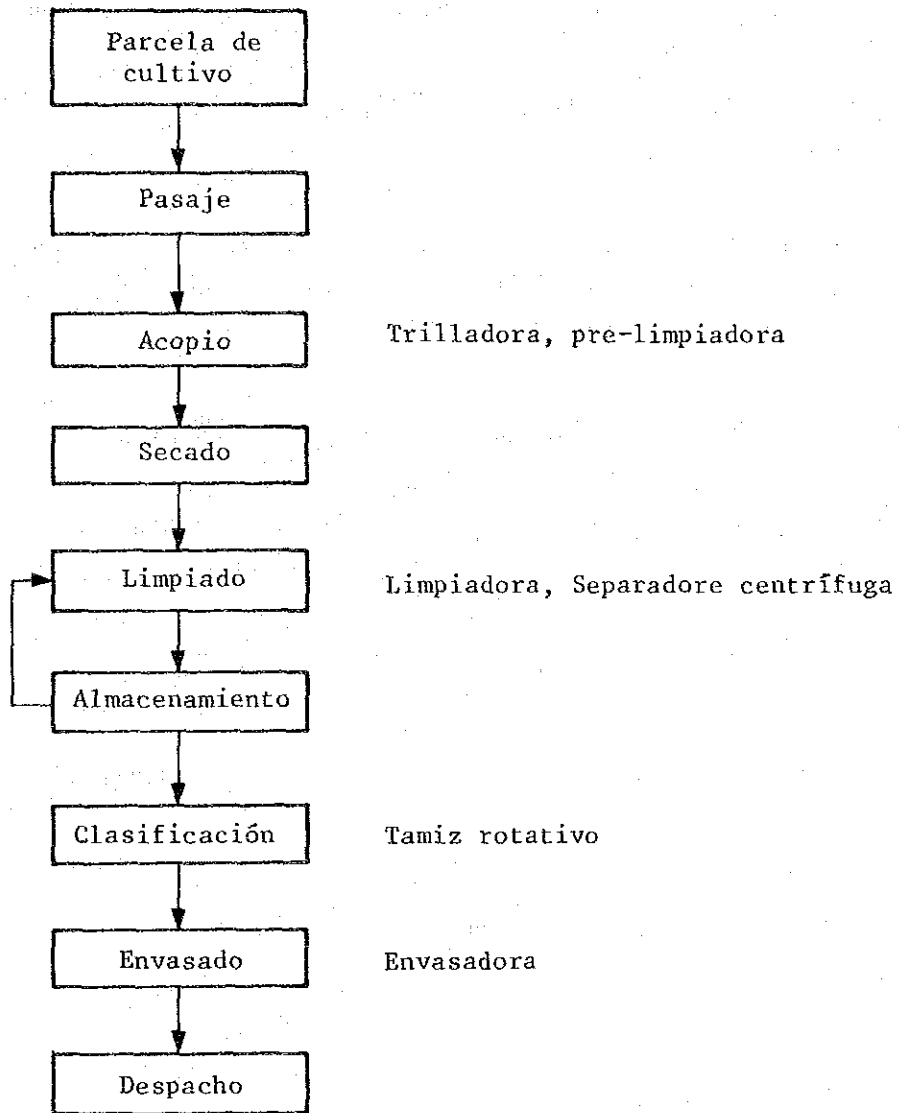 Parcela de
cultivo
Pasaje
Acopio
Trilladora, pre-limpiadora
Secado
Limpiado
Limpiadora, Separadore centrífuga
Almacenamiento
Clasificación
Tamiz rotativo
Envasado
Envasadora
Despacho